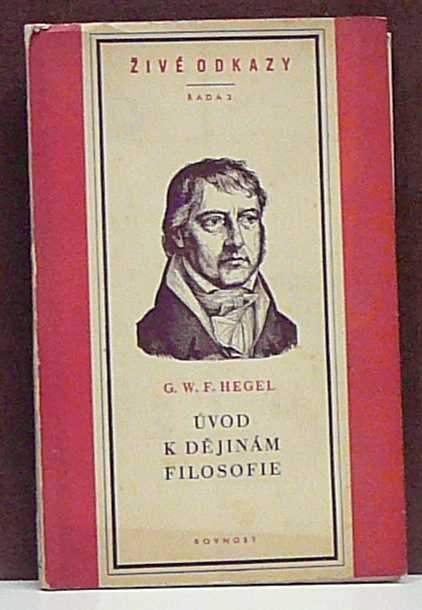 ŽIVÉ ODKAZY
ŘADA 2
G. W. F. HEGEL
ÚVOD
K DĚJINÁM
FILOSOFIE
ROVNOST